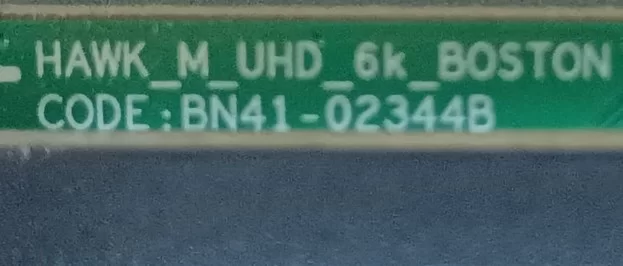 HAWK_M_UHD_6k_BOSTON
CODE:BN41-02344B